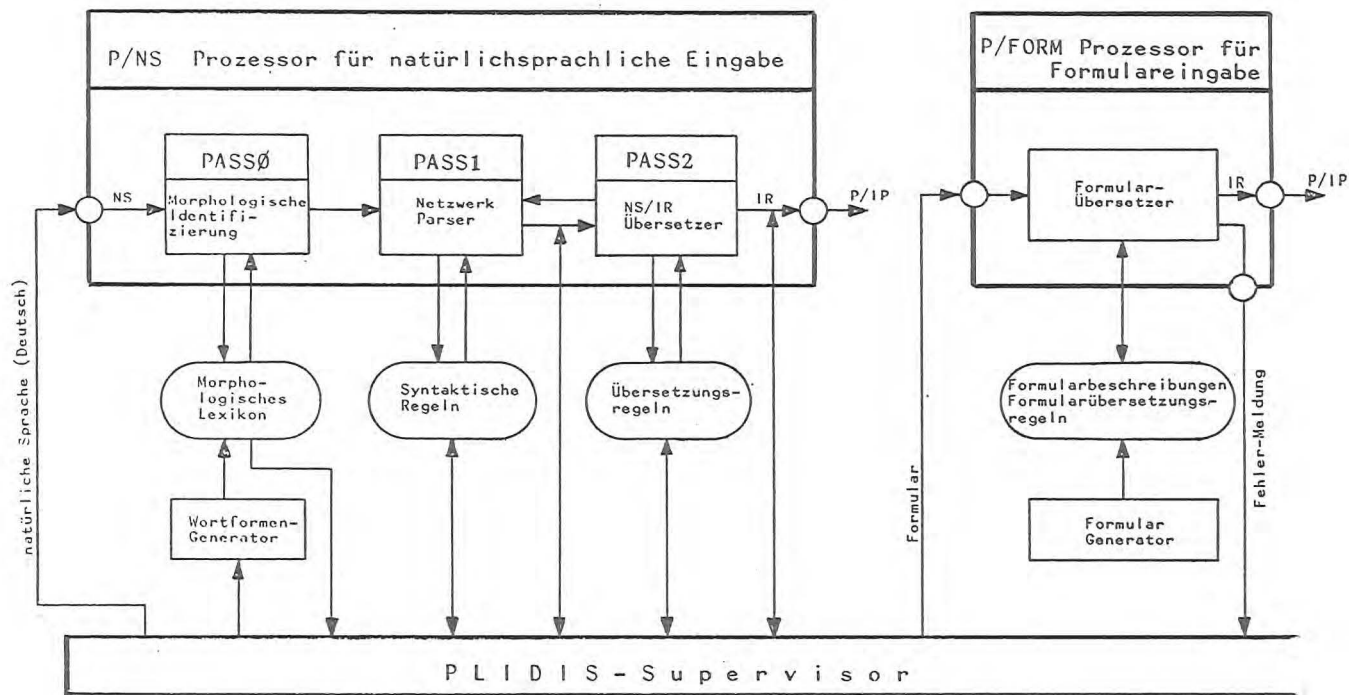 P/NS Prozessor für natürlichsprachliche Eingabe
PASSØ
Morphologische
Identifi-
zierung
PASS1
Netzwerk
Parser
PASS2
NS/IR
Übersetzer
NS
IR
P/IP
natürliche Sprache (Deutsch)
Morpho-
logisches
Lexikon
Syntaktische
Regeln
Übersetzungs-
regeln
Wortformen-
Generator
P/FORM Prozessor für
Formulareingabe
Formular-
Übersetzer
IR
P/IP
Formularbeschreibungen
Formularübersetzungs-
regeln
Formular
Generator
Formular
Fehler-Meldung
PLIDIS-Supervisor